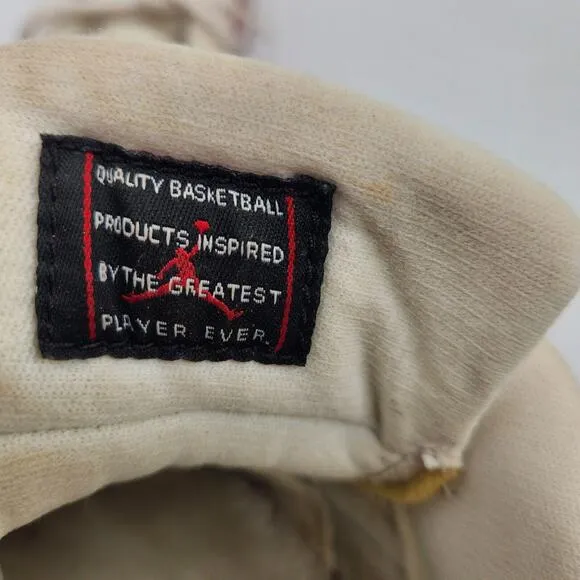 QUALITY BASKETBALL
PRODUCTS INSPIRED
BY THE GREATEST
PLAYER EVER.